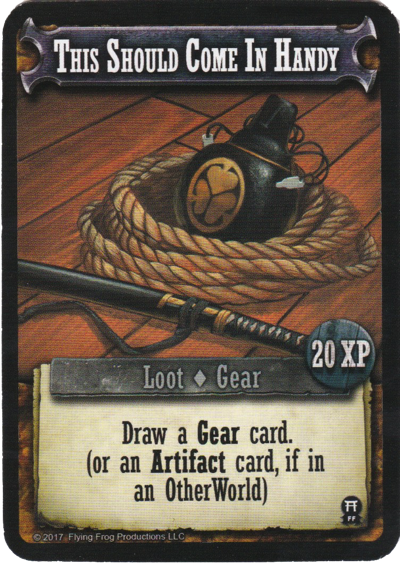 This Should Come In Handy
20 XP
Loot ♦ Gear
Draw a Gear card.
(or an Artifact card, if in
an OtherWorld)
© 2017 Flying Frog Productions LLC
FF